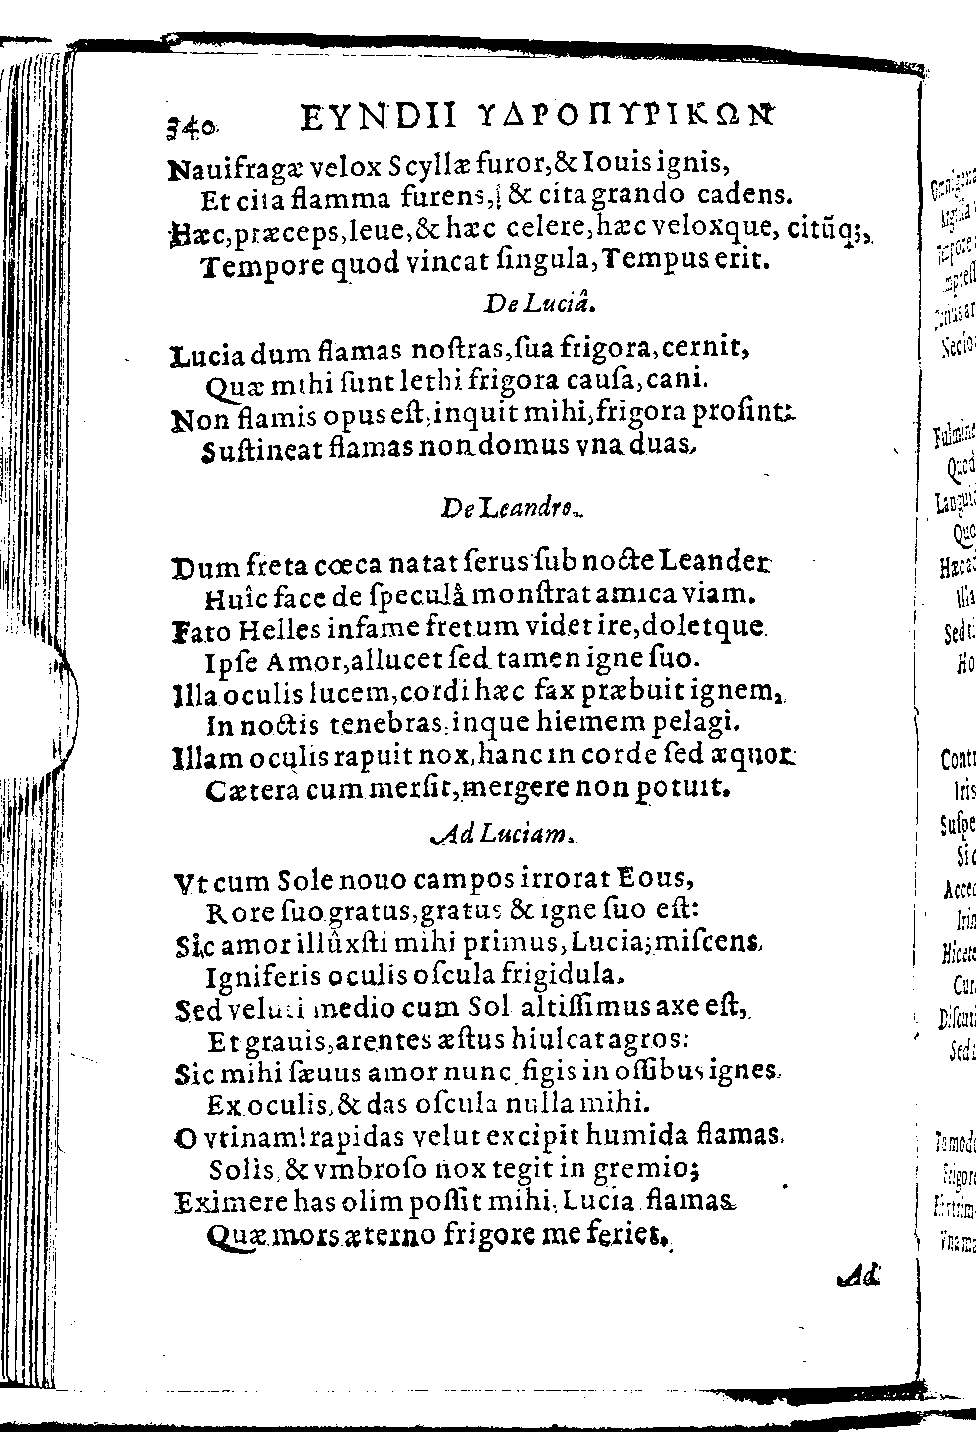 340. EYNDII ΥΔΡΟΠΥΡΙΚΩΝ
Nauifragæ velox Scyllæ furor, & Iouis ignis,
Et cita flamma furens, & cita grando cadens.
Hæc, præceps, leue, & hæc celere, hæc veloxque, citũq;,
Tempore quod vincat ſingula, Tempus erit.
De Luciâ.
Lucia dum flamas noſtras, ſua frigora, cernit,
Quæ mihi ſunt lethi frigora cauſa, cani.
Non flamis opus eſt, inquit mihi, frigora proſint:
Suſtineat flamas non domus vna duas.
De Leandro.
Dum freta cœca natat ſerus ſub nocte Leander
Huîc face de ſpeculâ monſtrat amica viam.
Fato Helles infame fretum videt ire, doletque
Ipſe Amor, allucet ſed tamen igne ſuo.
Illa oculis lucem, cordi hæc fax præbuit ignem,
In noctis tenebras, inque hiemem pelagi.
Illam oculis rapuit nox, hanc in corde ſed æquor
Cætera cum merſit, mergere non potuit.
Ad Luciam.
Vt cum Sole nouo campos irrorat Eous,
Rore ſuo gratus, gratus & igne ſuo eſt:
Sic amor illûxſti mihi primus, Lucia; miſcens
Igniferis oculis oſcula frigidula.
Sed veluti medio cum Sol altiſſimus axe eſt,
Et grauis, arentes æſtus hiulcat agros:
Sic mihi ſæuus amor nunc figis in oſſibus ignes
Ex oculis, & das oſcula nulla mihi.
O vtinam! rapidas velut excipit humida flamas
Solis, & vmbroſo nox tegit in gremio;
Eximere has olim poſſit mihi, Lucia flamas
Quæ mors æterno frigore me feriet.
Ad